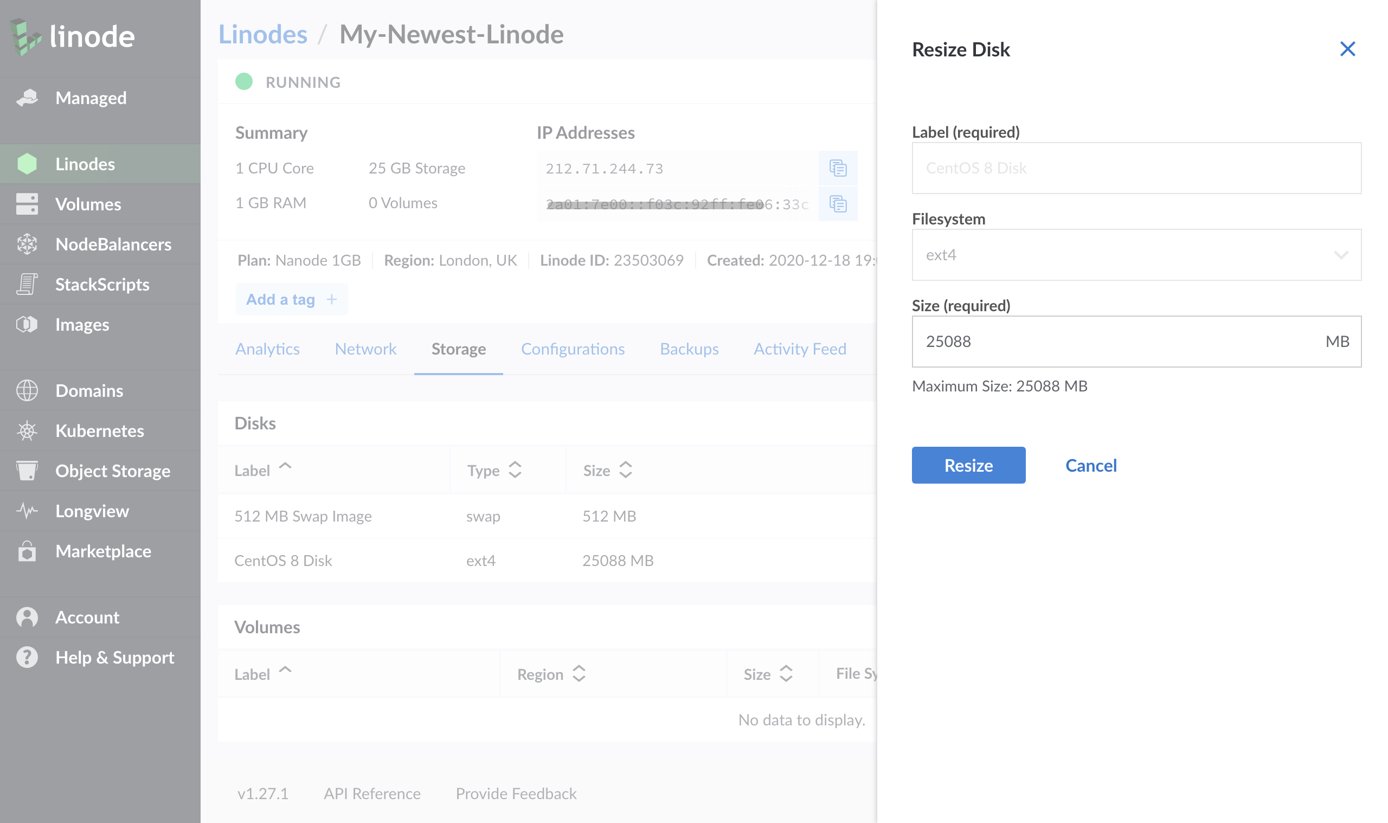 linode
Managed
Linodes
Volumes
NodeBalancers
StackScripts
Images
Domains
Kubernetes
Object Storage
Longview
Marketplace
Account
Help & Support
Linodes / My-Newest-Linode
RUNNING
Summary
IP Addresses
1 CPU Core 25 GB Storage 212.71.244.73
1 GB RAM 0 Volumes 2a01:7e00::f03c:92ff:fe06:33c
Plan: Nanode 1GB Region: London, UK Linode ID: 23503069 Created: 2020-12-18 19:
Add a tag +
Analytics Network Storage Configurations Backups Activity Feed
Disks
Label Type Size
512 MB Swap Image swap 512 MB
CentOS 8 Disk ext4 25088 MB
Volumes
Label Region Size File Sy
No data to display.
v1.27.1 API Reference Provide Feedback
Resize Disk
Label (required)
CentOS 8 Disk
Filesystem
ext4
Size (required)
25088 MB
Maximum Size: 25088 MB
Resize Cancel